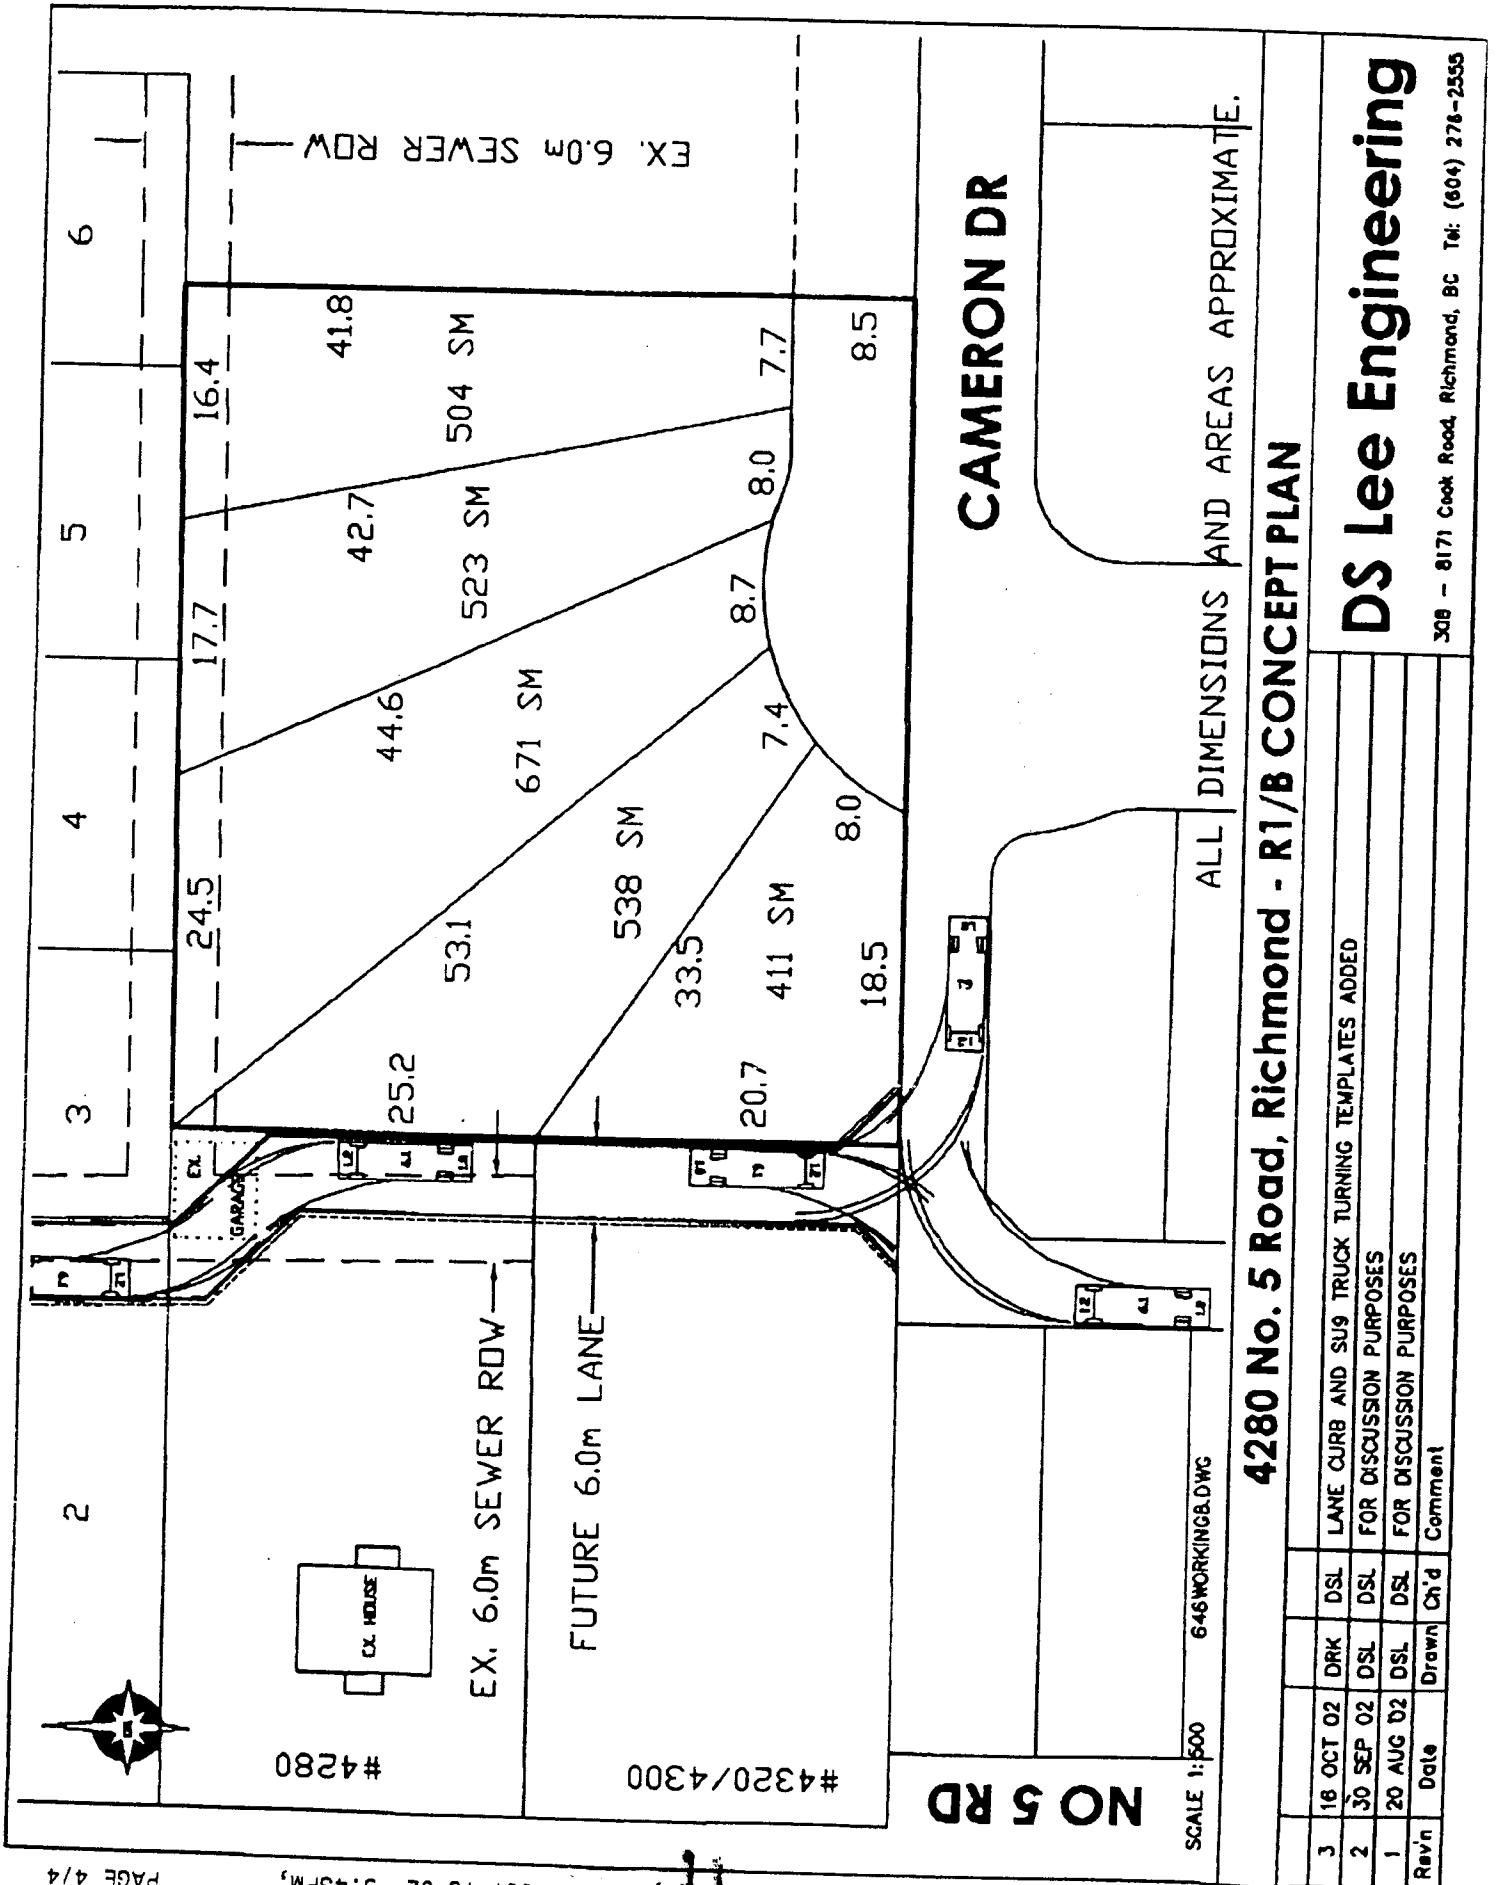 2
3
4
5
6
EX. 6.0m SEWER ROW
16.4
17.7
24.5
41.8
504 SM
42.7
523 SM
44.6
671 SM
53.1
538 SM
33.5
411 SM
25.2
20.7
18.5
7.7
8.5
8.0
8.7
7.4
8.0
EX.
GARAGE
EX. HOUSE
EX. 6.0m SEWER ROW
FUTURE 6.0m LANE
#4280
#4320/4300
NO 5 RD
CAMERON DR
SCALE 1:500
646WORKINGB.DWG
ALL DIMENSIONS AND AREAS APPROXIMATE.
4280 No. 5 Road, Richmond - R1/B CONCEPT PLAN
3 16 OCT 02 DRK DSL LANE CURB AND SU9 TRUCK TURNING TEMPLATES ADDED
2 30 SEP 02 DSL DSL FOR DISCUSSION PURPOSES
1 20 AUG 02 DSL DSL FOR DISCUSSION PURPOSES
Rev'n Date Drawn Ch'd Comment
DS Lee Engineering
308 - 8171 Cook Road, Richmond, BC Tel: (604) 276-2555
PAGE 4/4